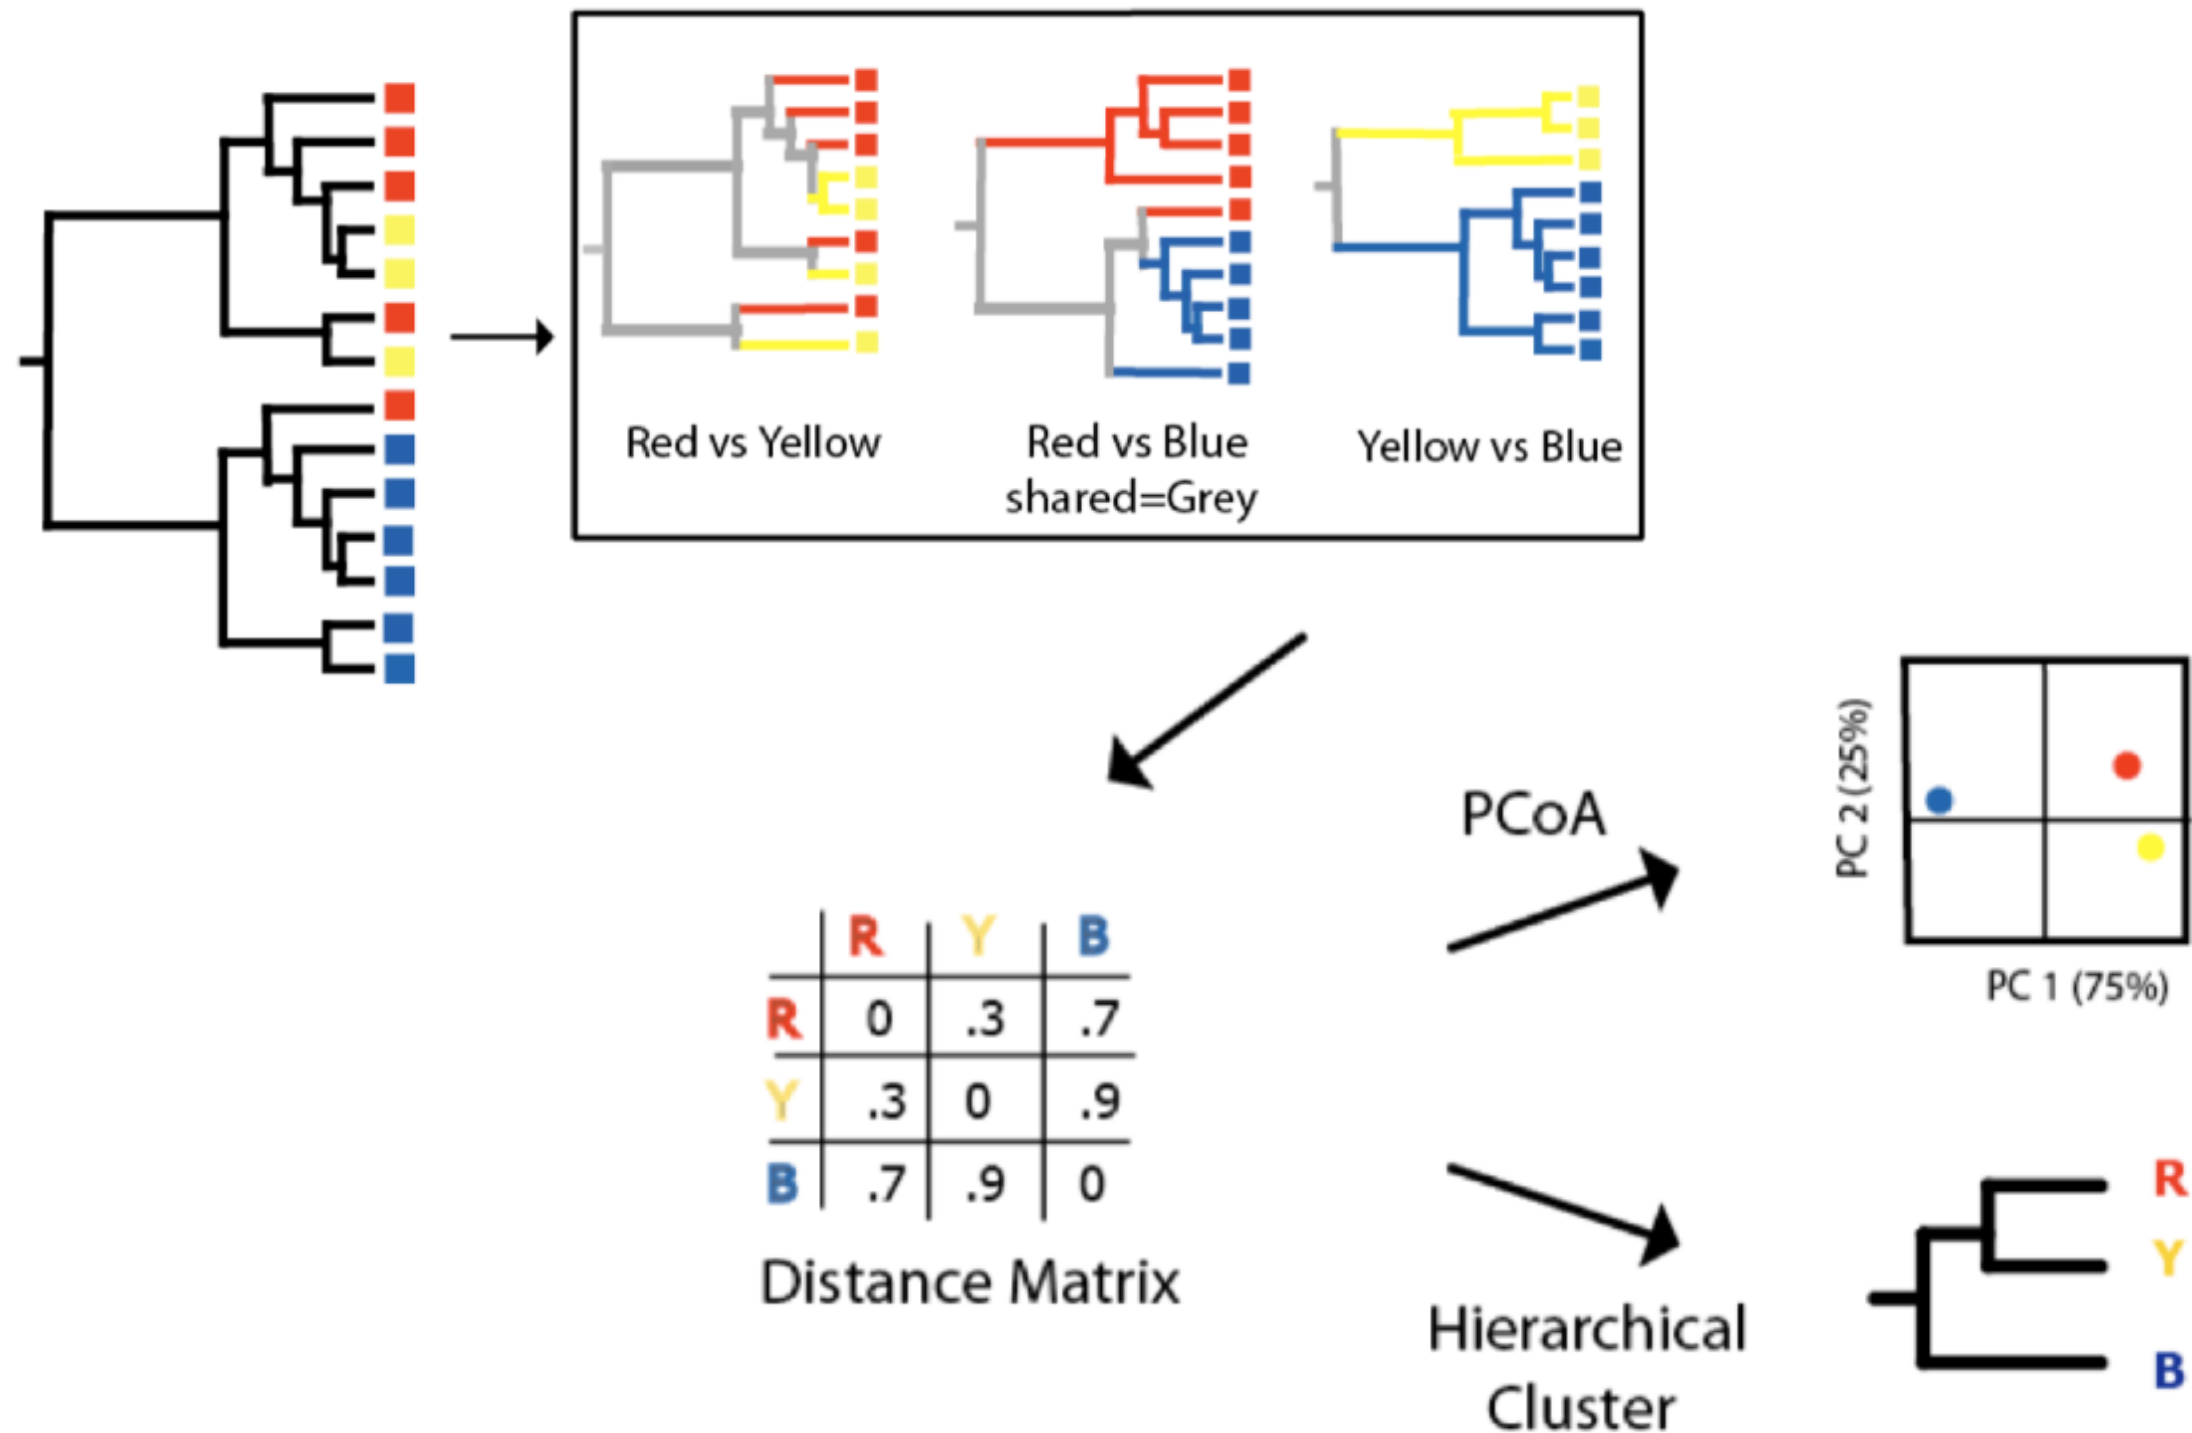 Red vs Yellow
Red vs Blue
shared=Grey
Yellow vs Blue
PCoA
PC 2 (25%)
PC 1 (75%)
R Y B
R 0 .3 .7
Y .3 0 .9
B .7 .9 0
Distance Matrix
Hierarchical
Cluster
R
Y
B